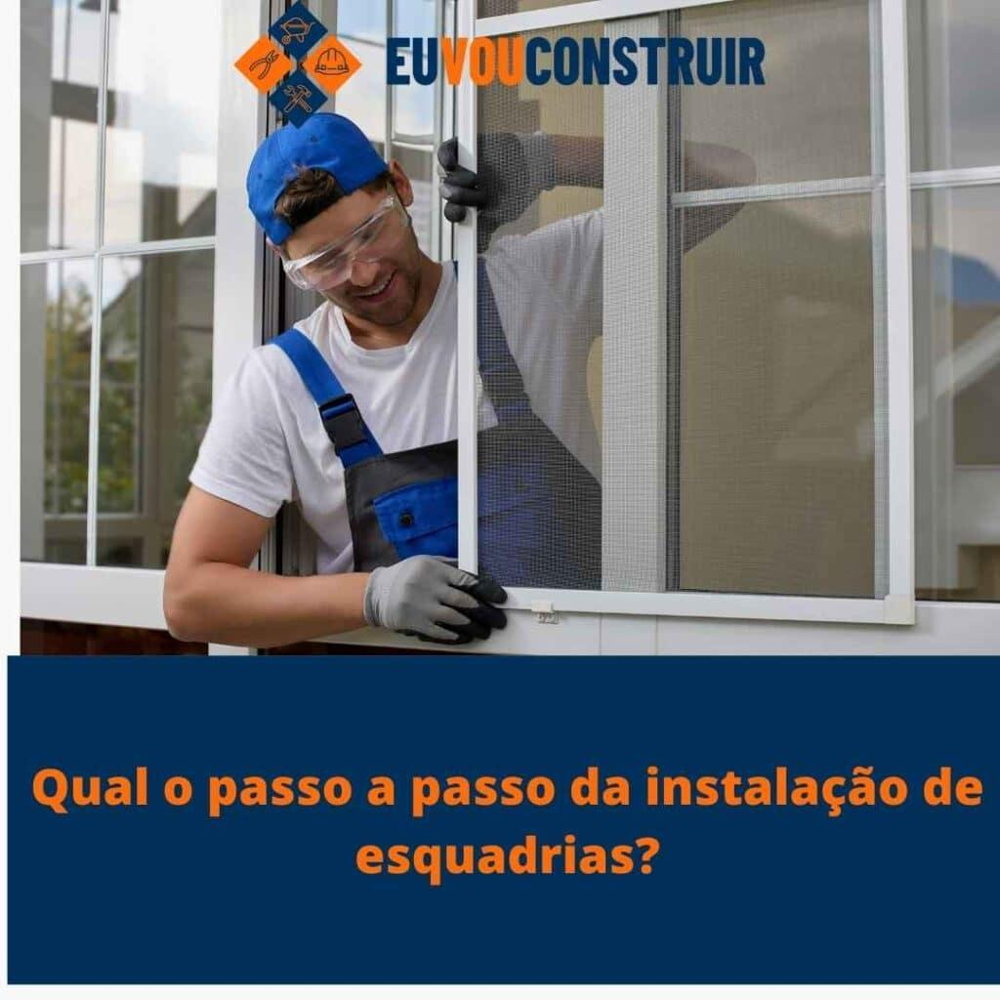 EUVOUCONSTRUIR
Qual o passo a passo da instalação de
esquadrias?